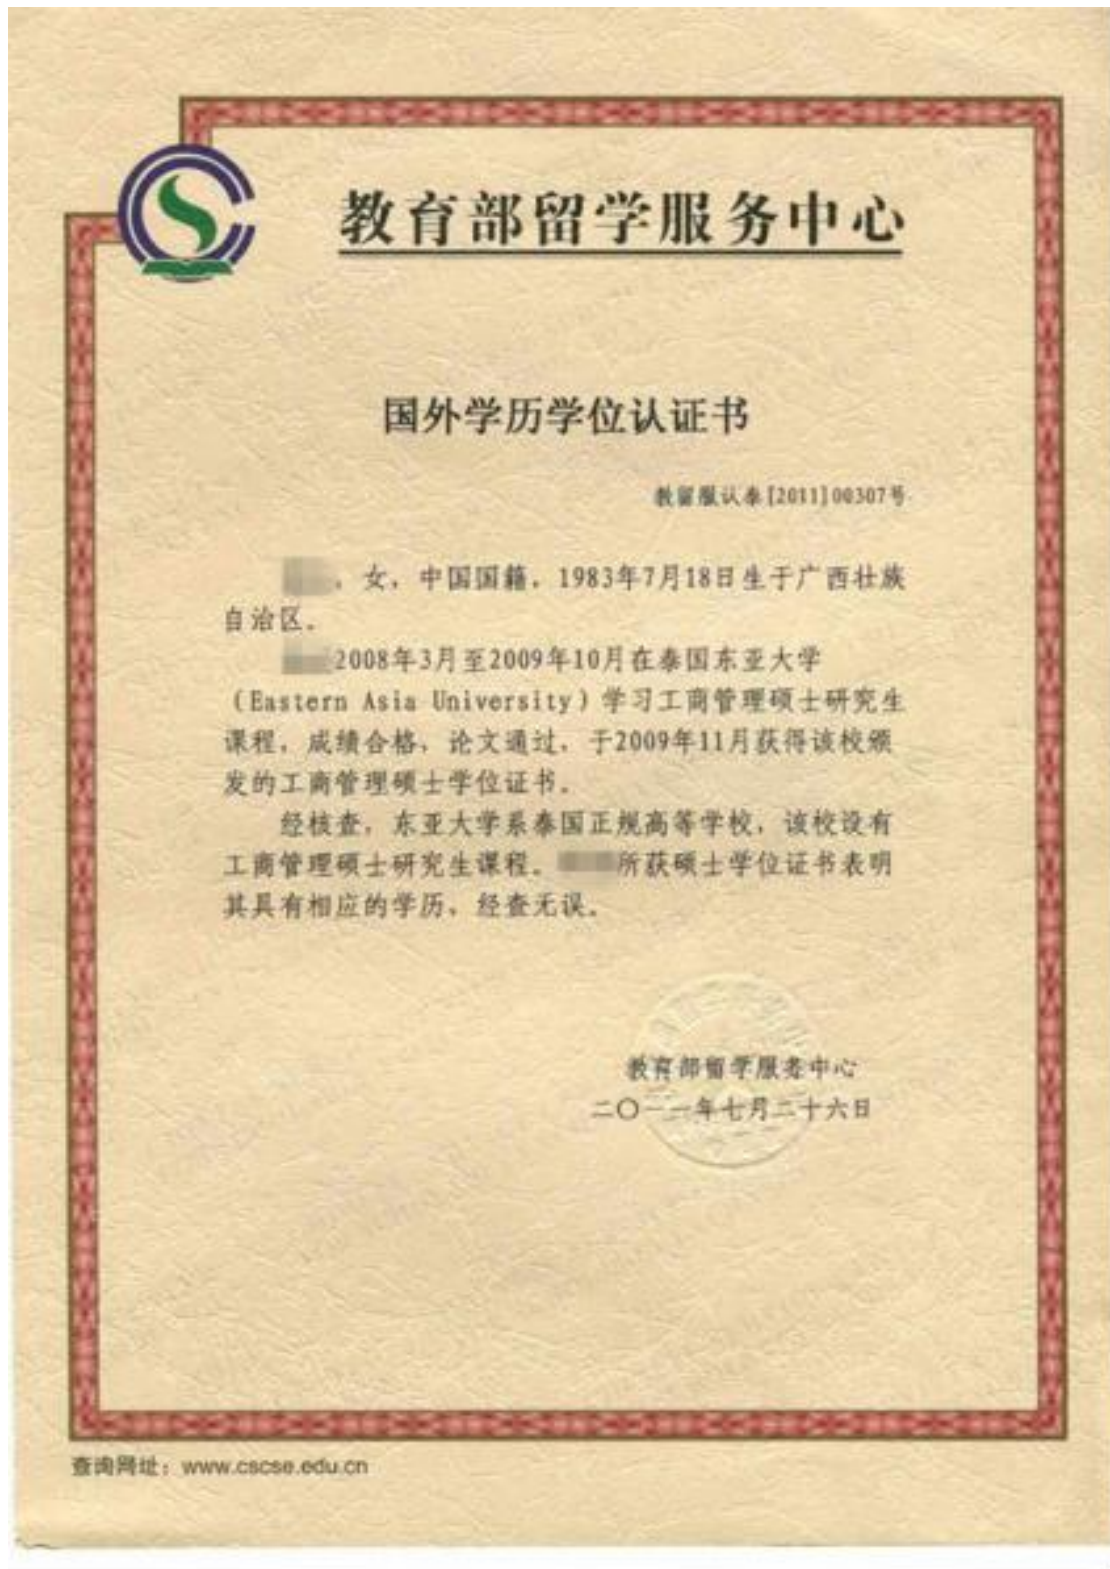 教育部留学服务中心
国外学历学位认证书
教留服认泰[2011]00307号
，女，中国国籍，1983年7月18日生于广西壮族
自治区。
2008年3月至2009年10月在泰国东亚大学
（Eastern Asia University）学习工商管理硕士研究生
课程，成绩合格，论文通过，于2009年11月获得该校颁
发的工商管理硕士学位证书。
经核查，东亚大学系泰国正规高等学校，该校设有
工商管理硕士研究生课程。所获硕士学位证书表明
其具有相应的学历，经查无误。
教育部留学服务中心
二〇一一年七月二十六日
查询网址：www.cscse.edu.cn